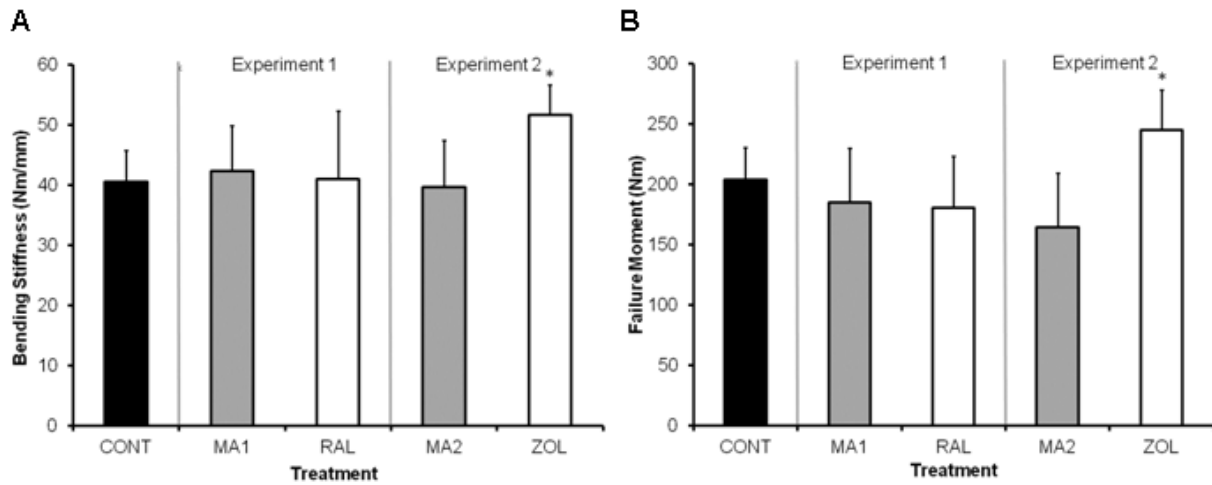 A
Experiment 1
Experiment 2
*
60
50
40
30
20
10
0
Bending Stiffness (Nm/mm)
CONT
MA1
RAL
MA2
ZOL
Treatment
B
Experiment 1
Experiment 2
*
300
250
200
150
100
50
0
Failure Moment (Nm)
CONT
MA1
RAL
MA2
ZOL
Treatment